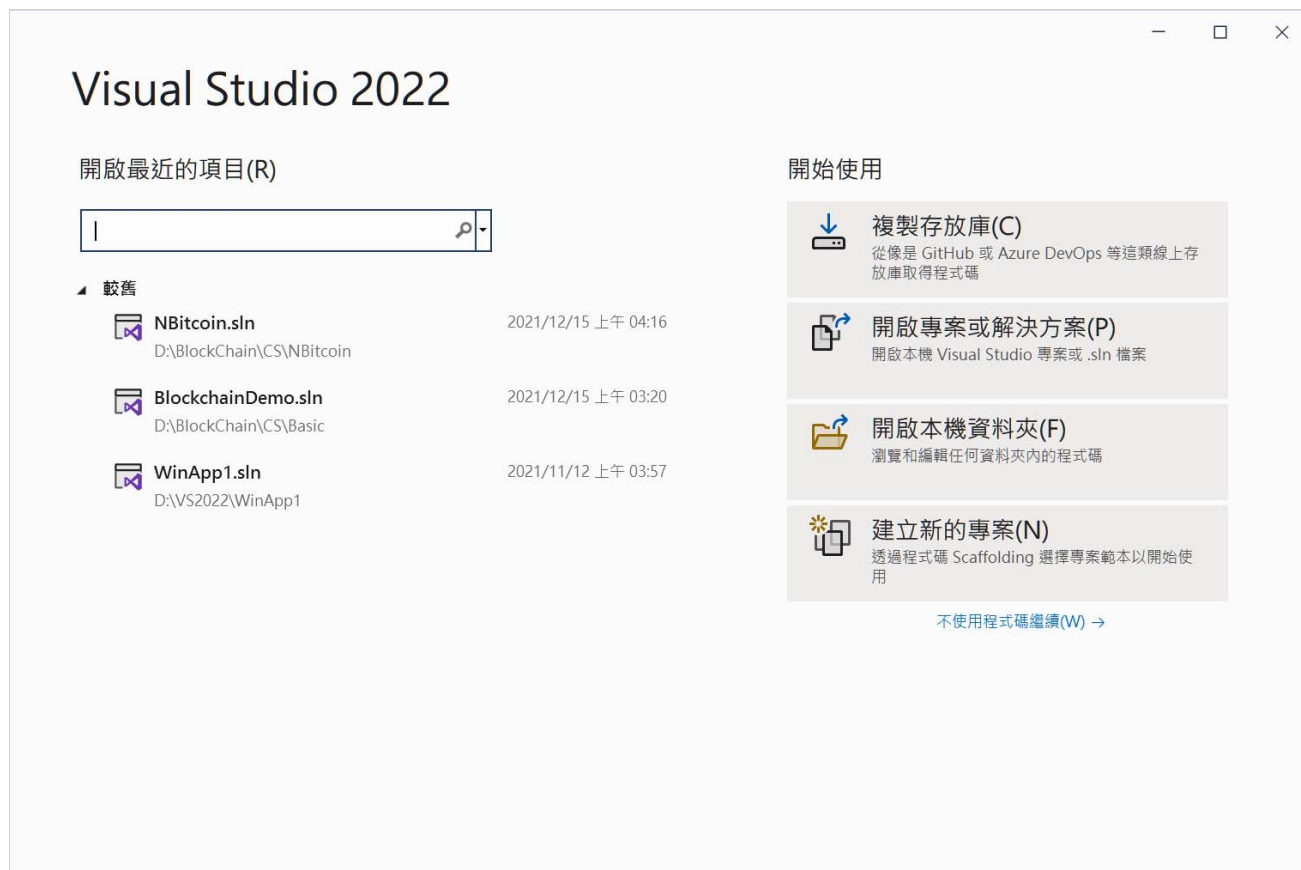 Visual Studio 2022
開啟最近的項目(R)
較舊
NBitcoin.sln 2021/12/15 上午 04:16
D:\BlockChain\CS\NBitcoin
BlockchainDemo.sln 2021/12/15 上午 03:20
D:\BlockChain\CS\Basic
WinApp1.sln 2021/11/12 上午 03:57
D:\VS2022\WinApp1
開始使用
複製存放庫(C)
從像是 GitHub 或 Azure DevOps 等這類線上存
放庫取得程式碼
開啟專案或解決方案(P)
開啟本機 Visual Studio 專案或 .sln 檔案
開啟本機資料夾(F)
瀏覽和編輯任何資料夾內的程式碼
建立新的專案(N)
透過程式碼 Scaffolding 選擇專案範本以開始使
用
不使用程式碼繼續(W) →